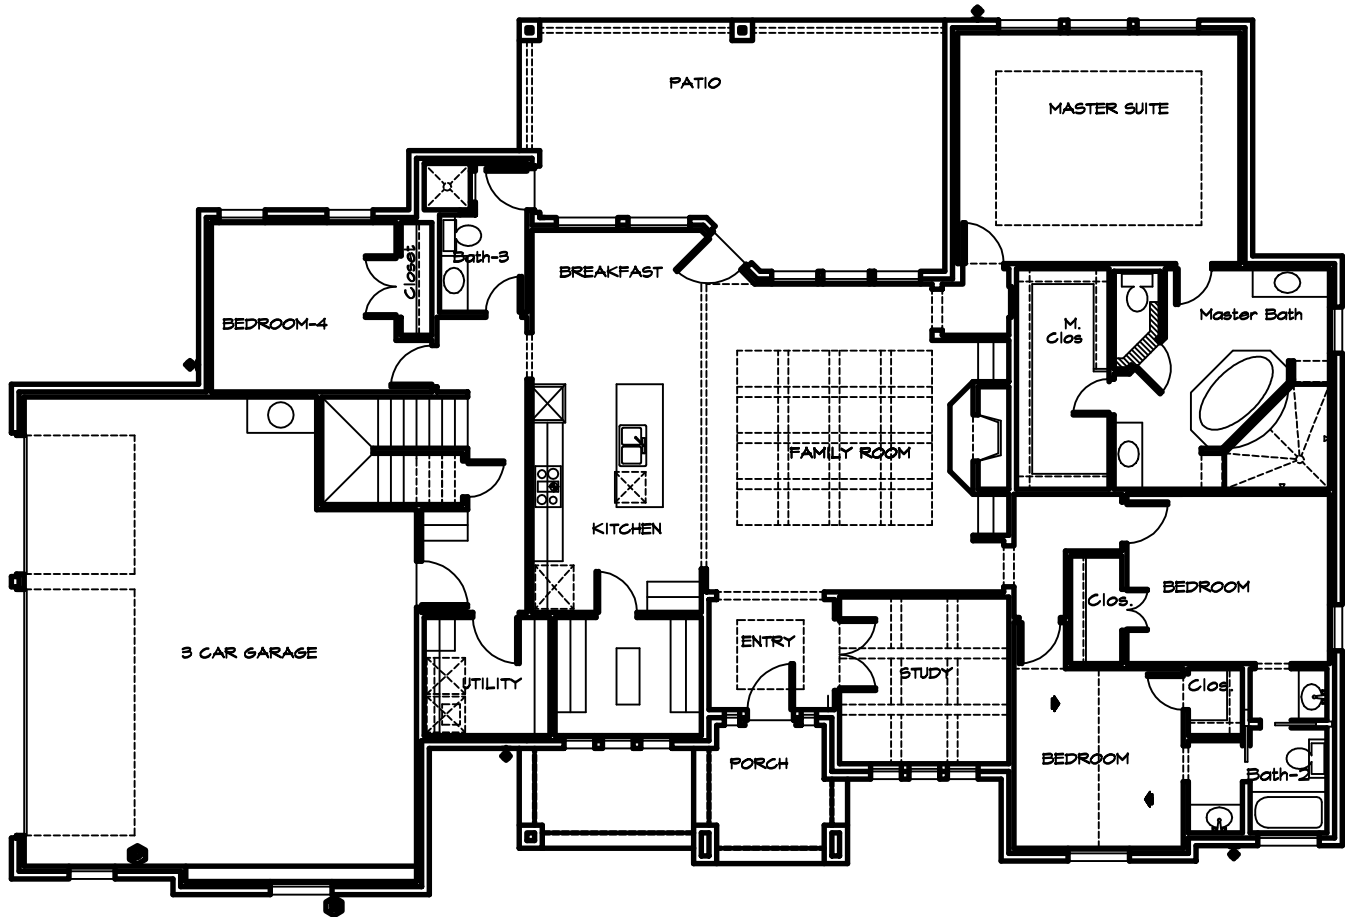 PATIO
MASTER SUITE
Bath-3
Closet
BREAKFAST
BEDROOM-4
M.
Clos
Master Bath
FAMILY ROOM
KITCHEN
BEDROOM
Clos.
ENTRY
3 CAR GARAGE
UTILITY
STUDY
Clos.
PORCH
BEDROOM
Bath-2